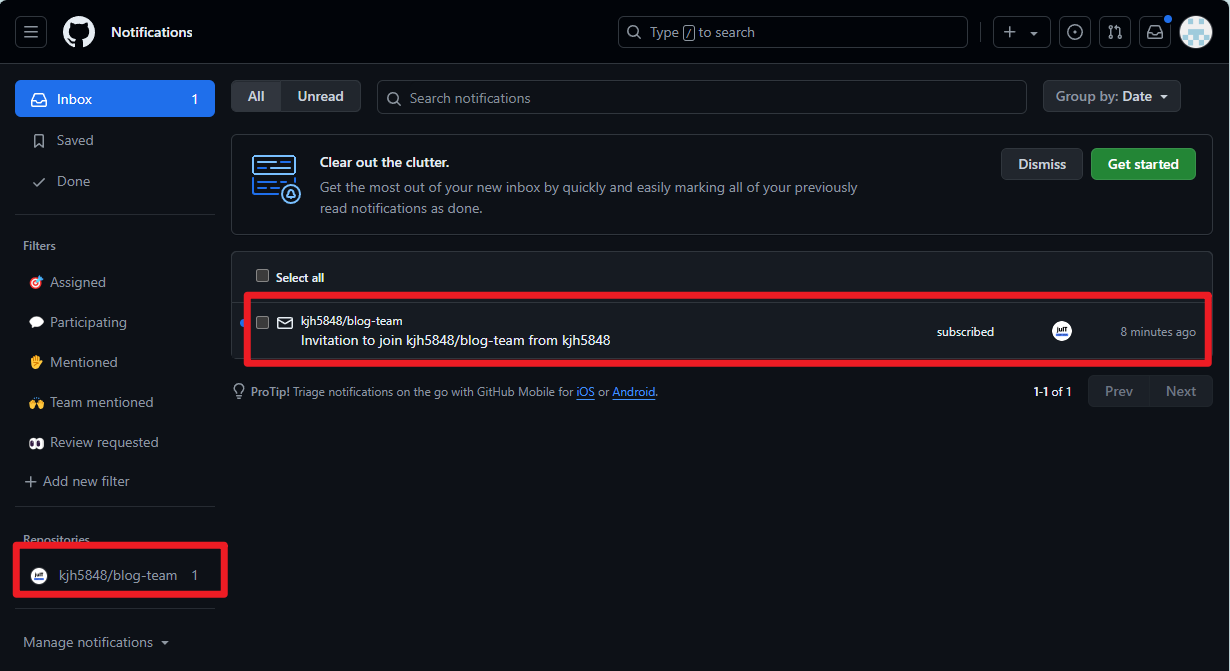 Notifications
Type / to search
Inbox 1
Saved
Done
Filters
Assigned
Participating
Mentioned
Team mentioned
Review requested
Add new filter
Repositories
kjh5848/blog-team 1
Manage notifications
All Unread
Search notifications
Group by: Date
Clear out the clutter.
Get the most out of your new inbox by quickly and easily marking all of your previously
read notifications as done.
Dismiss
Get started
Select all
kjh5848/blog-team
Invitation to join kjh5848/blog-team from kjh5848
subscribed
8 minutes ago
ProTip! Triage notifications on the go with GitHub Mobile for iOS or Android.
1-1 of 1
Prev Next